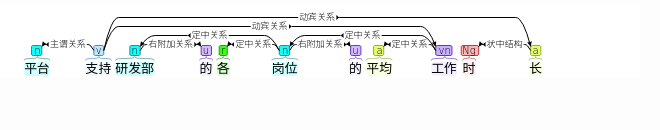 动宾关系
定中关系 动宾关系 定中关系
主谓关系 右附加关系 定中关系 右附加关系 定中关系 状中结构
n v n u r n u a vn Ng a
平台 支持 研发部 的 各 岗位 的 平均 工作 时 长